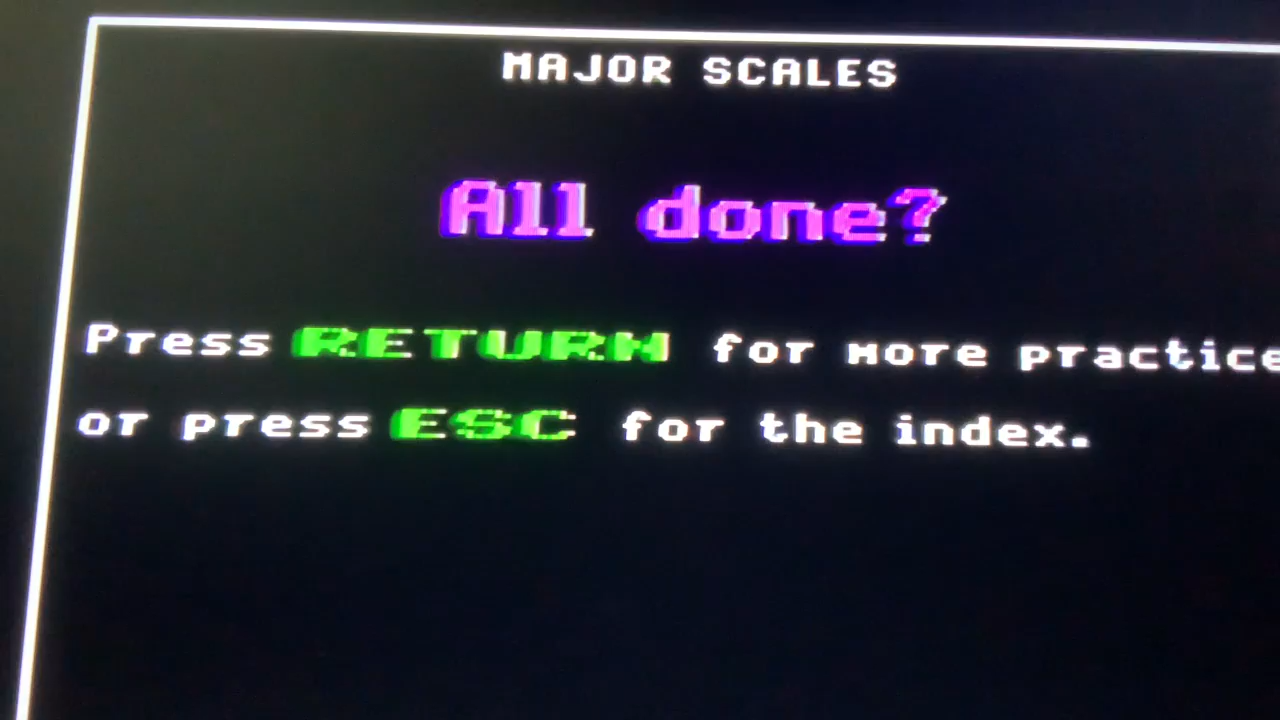 MAJOR SCALES
All done?
Press RETURN for more practice
or press ESC for the index.